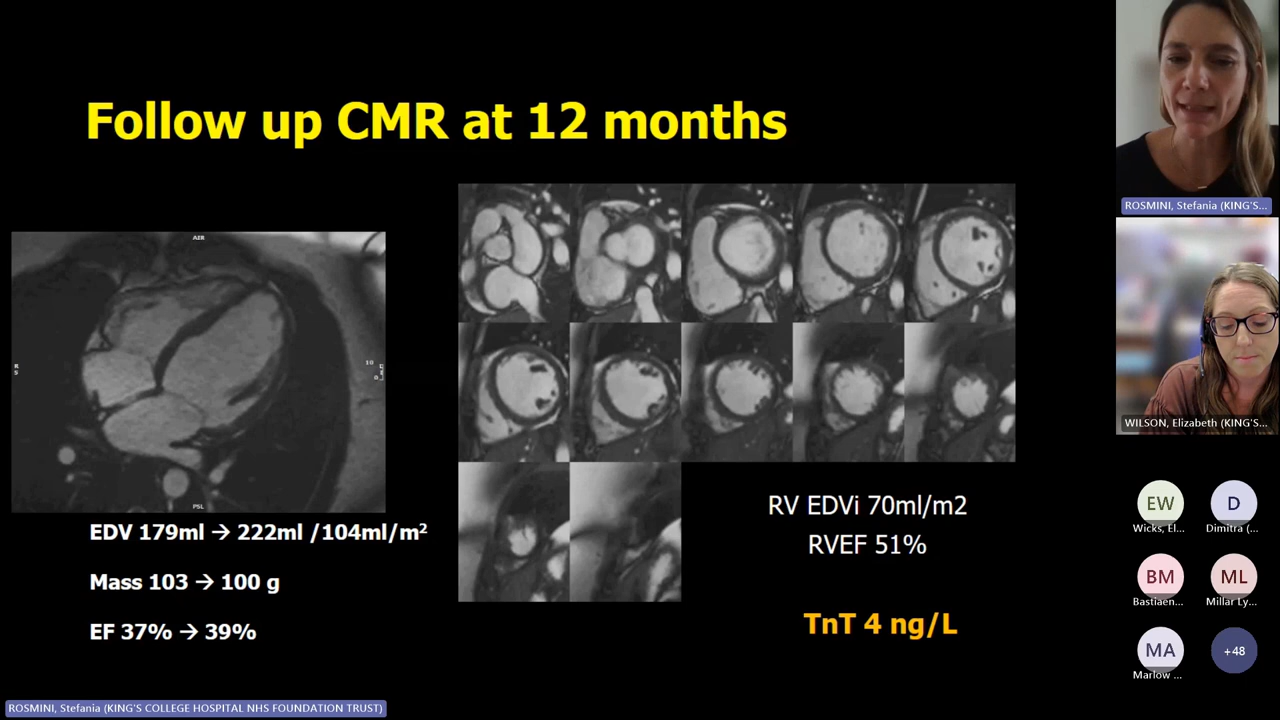 Follow up CMR at 12 months
EDV 179ml → 222ml /104ml/m²
Mass 103 → 100 g
EF 37% → 39%
RV EDVi 70ml/m2
RVEF 51%
TnT 4 ng/L
ROSMINI, Stefania (KING'S COLLEGE HOSPITAL NHS FOUNDATION TRUST)
ROSMINI, Stefania (KING'S...
WILSON, Elizabeth (KING'S...
EW
Wicks, El...
D
Dimitra (...
BM
Bastiaen...
ML
Millar Ly...
MA
Marlow ...
+48